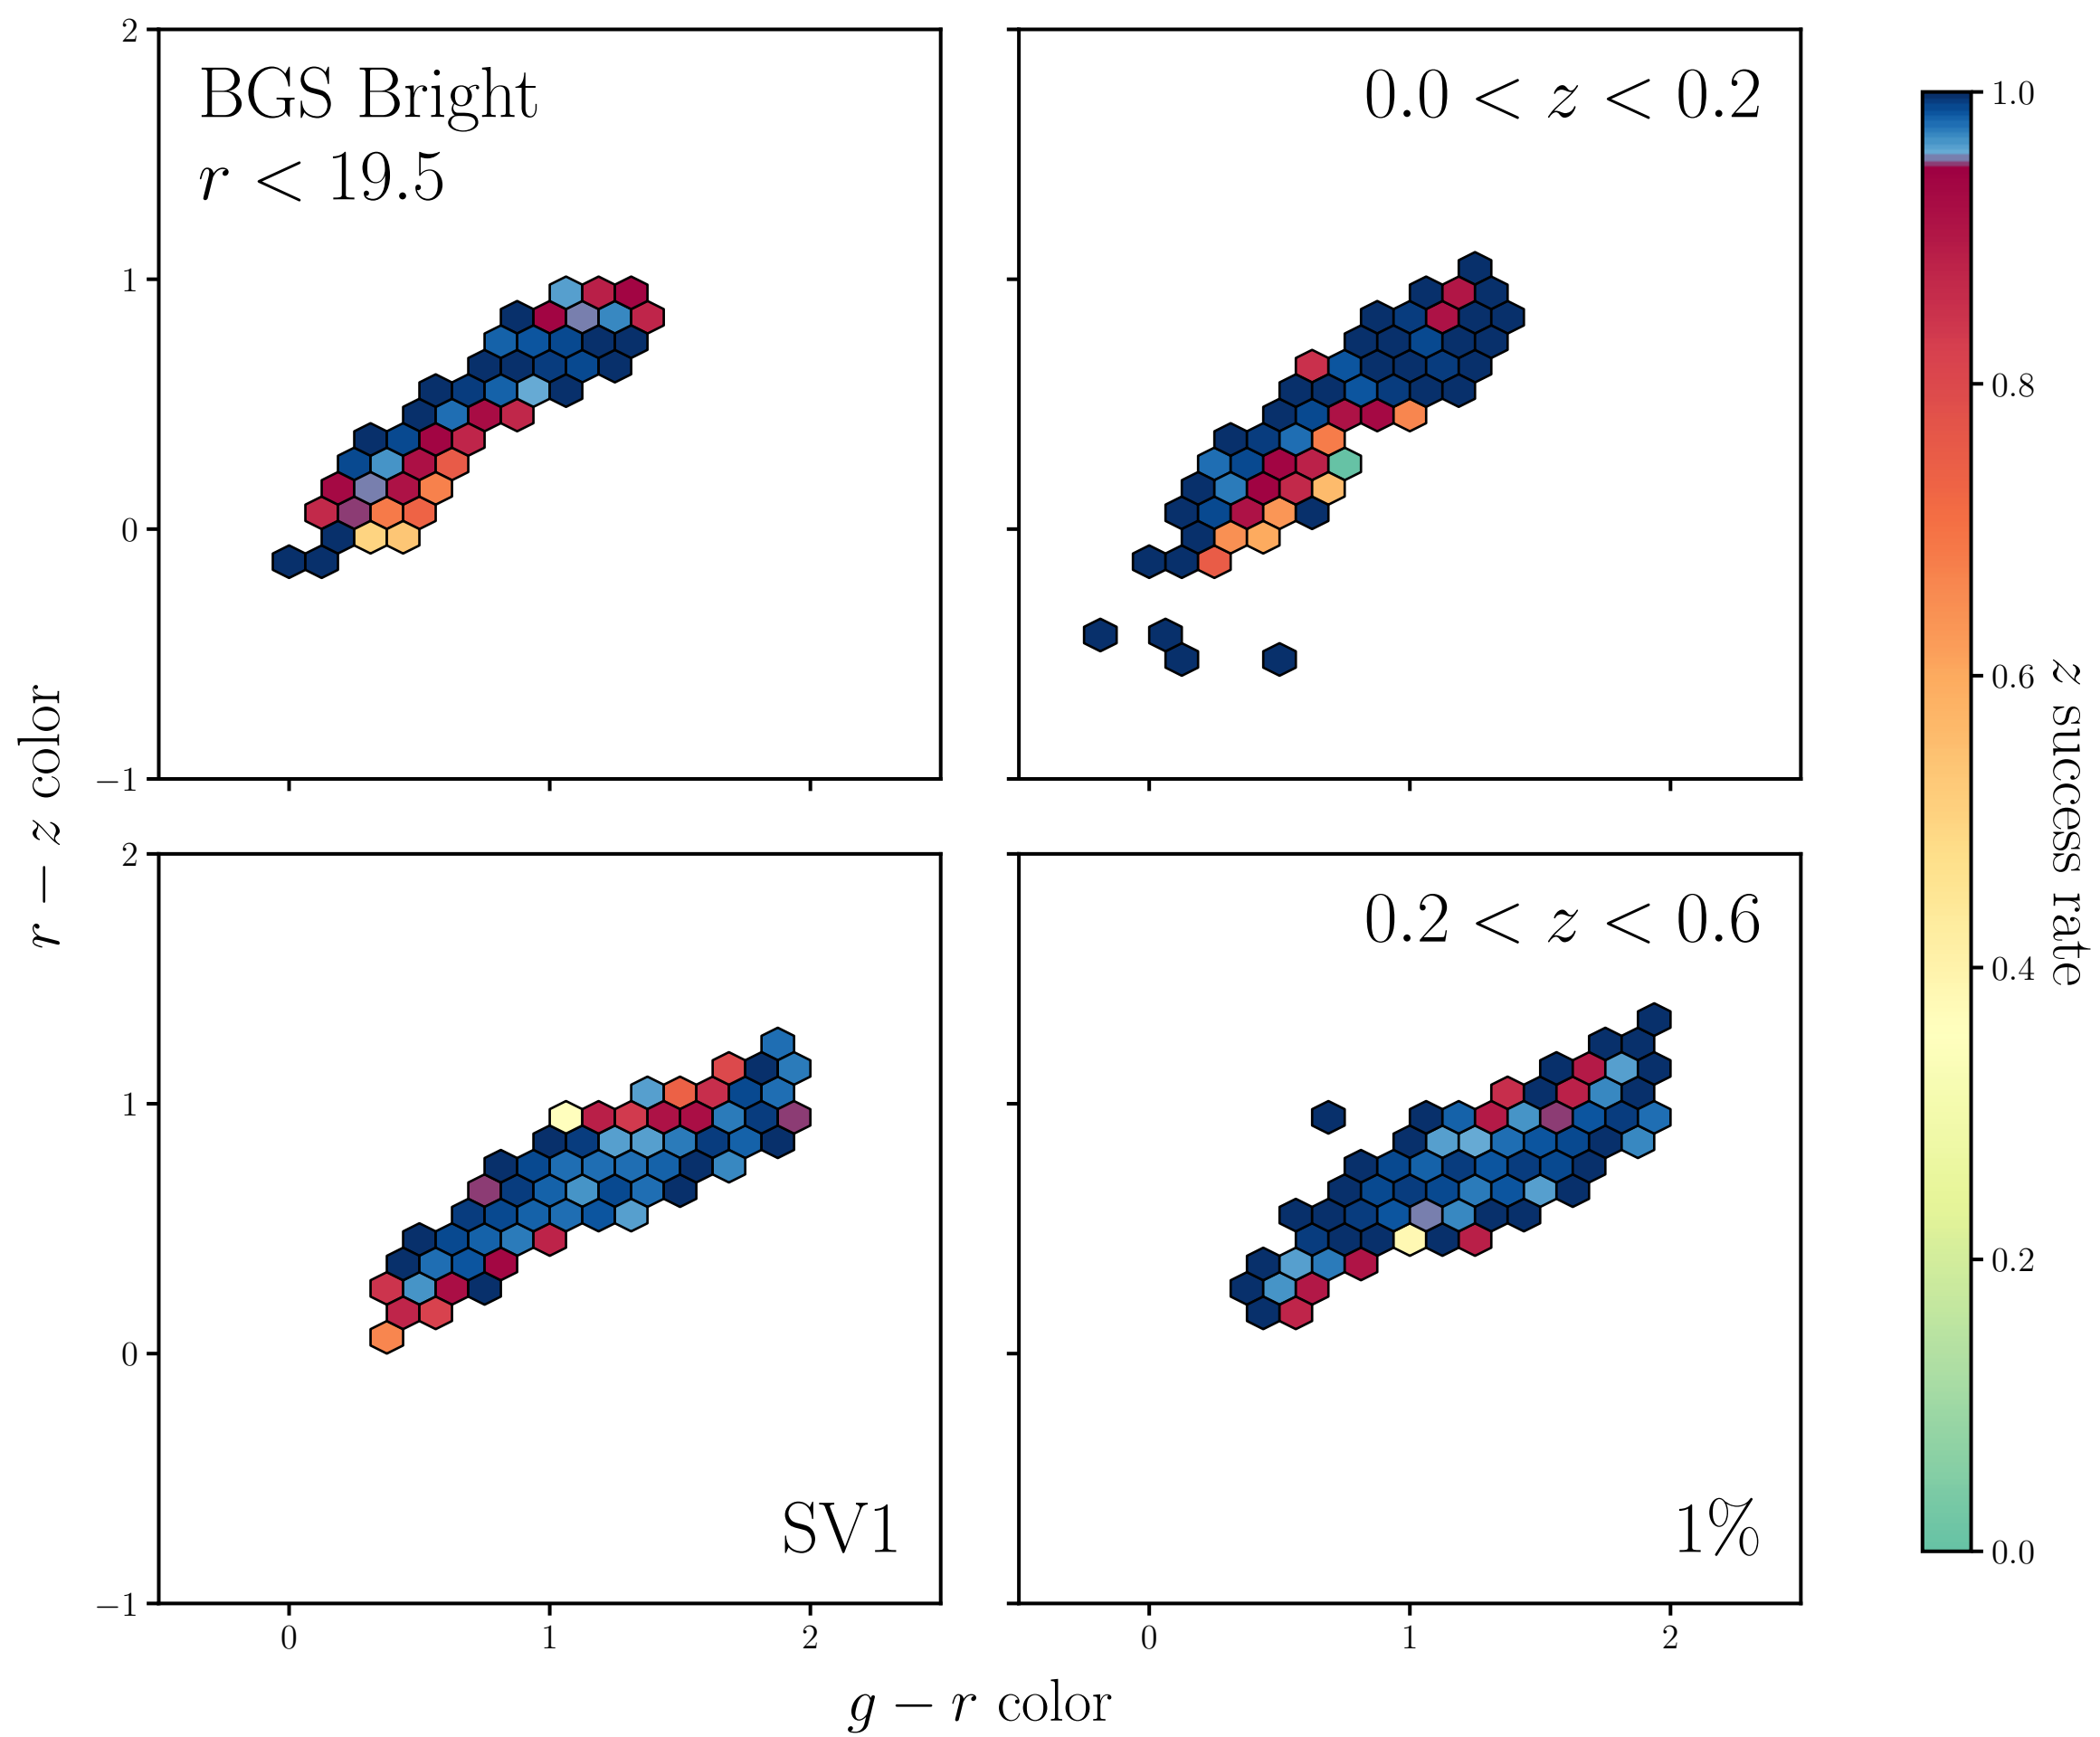 BGS Bright
r < 19.5
0.0 < z < 0.2
2
1
0
−1
r − z color
0.2 < z < 0.6
2
1
0
−1
SV1
1%
0
1
2
0
1
2
g − r color
1.0
0.8
0.6
0.4
0.2
0.0
z success rate